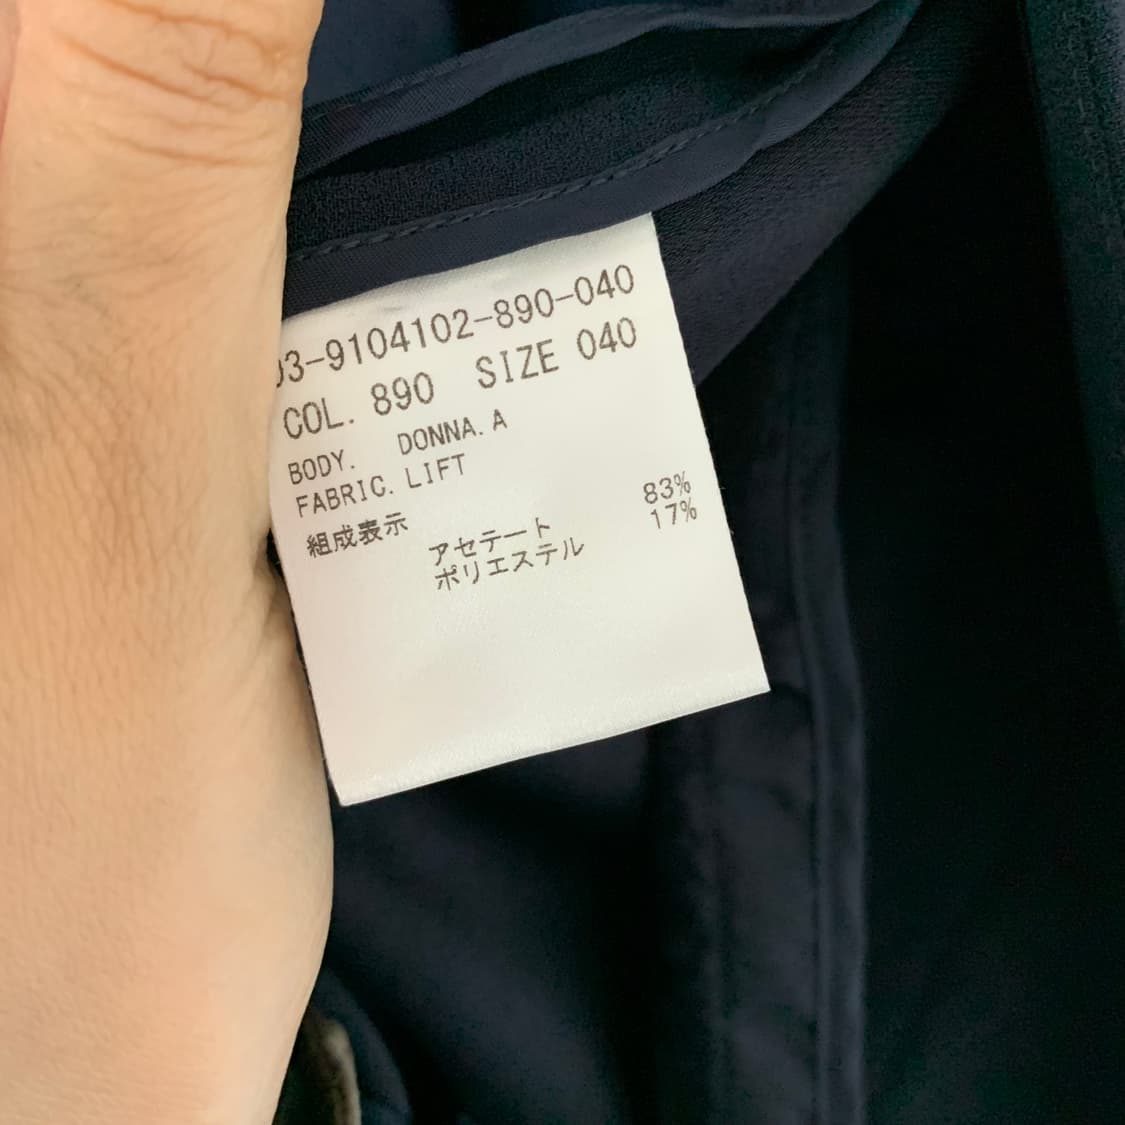 03-9104102-890-040
COL. 890 SIZE 040
BODY. DONNA.A
FABRIC. LIFT
組成表示
アセテート 83%
ポリエステル 17%